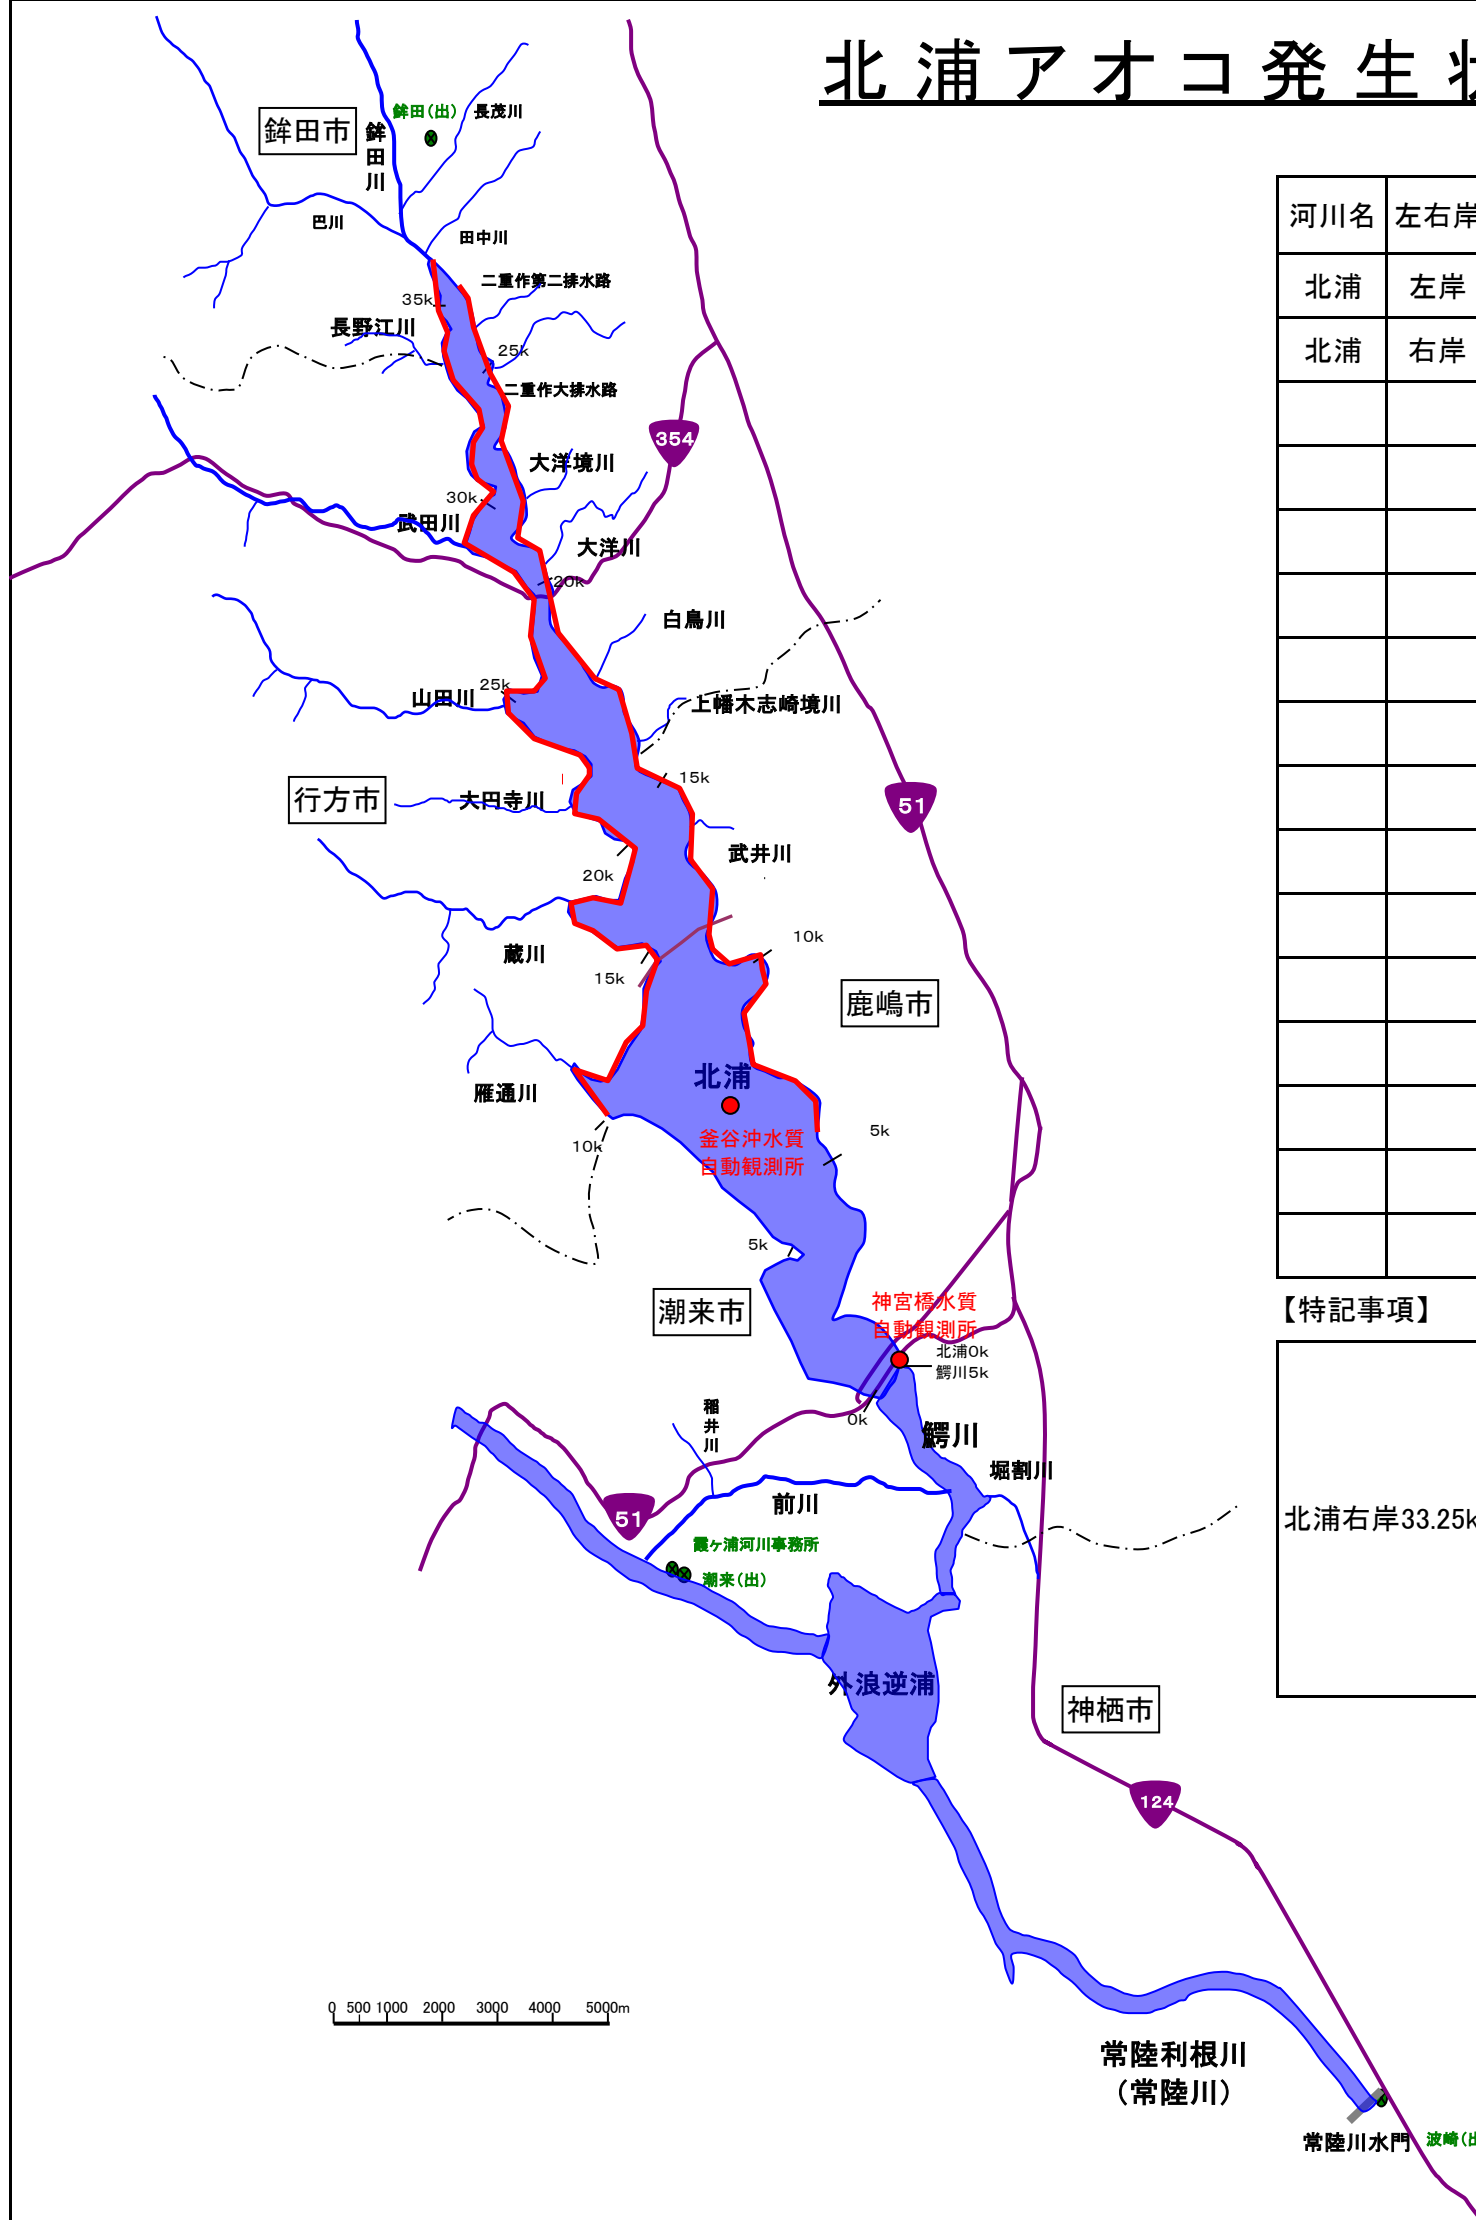 北浦アオコ発生
鉾田(出)
長茂川
鉾田市
鉾田川
巴川
田中川
二重作第二排水路
35k
長野江川
25k
二重作大排水路
354
大洋境川
30k
武田川
大洋川
20k
白鳥川
25k
山田川
上幡木志崎境川
15k
行方市
大円寺川
51
武井川
20k
10k
蔵川
15k
鹿嶋市
北浦
雁通川
釜谷沖水質
自動観測所
5k
10k
5k
潮来市
神宮橋水質
自動観測所
北浦0k
鰐川5k
0k
稲井川
鰐川
堀割川
前川
51
霞ヶ浦河川事務所
潮来(出)
外浪逆浦
神栖市
124
0 500 1000 2000 3000 4000 5000m
常陸利根川
(常陸川)
常陸川水門
波崎(出
河川名 左右岸
北浦 左岸
北浦 右岸
【特記事項】
北浦右岸33.25k